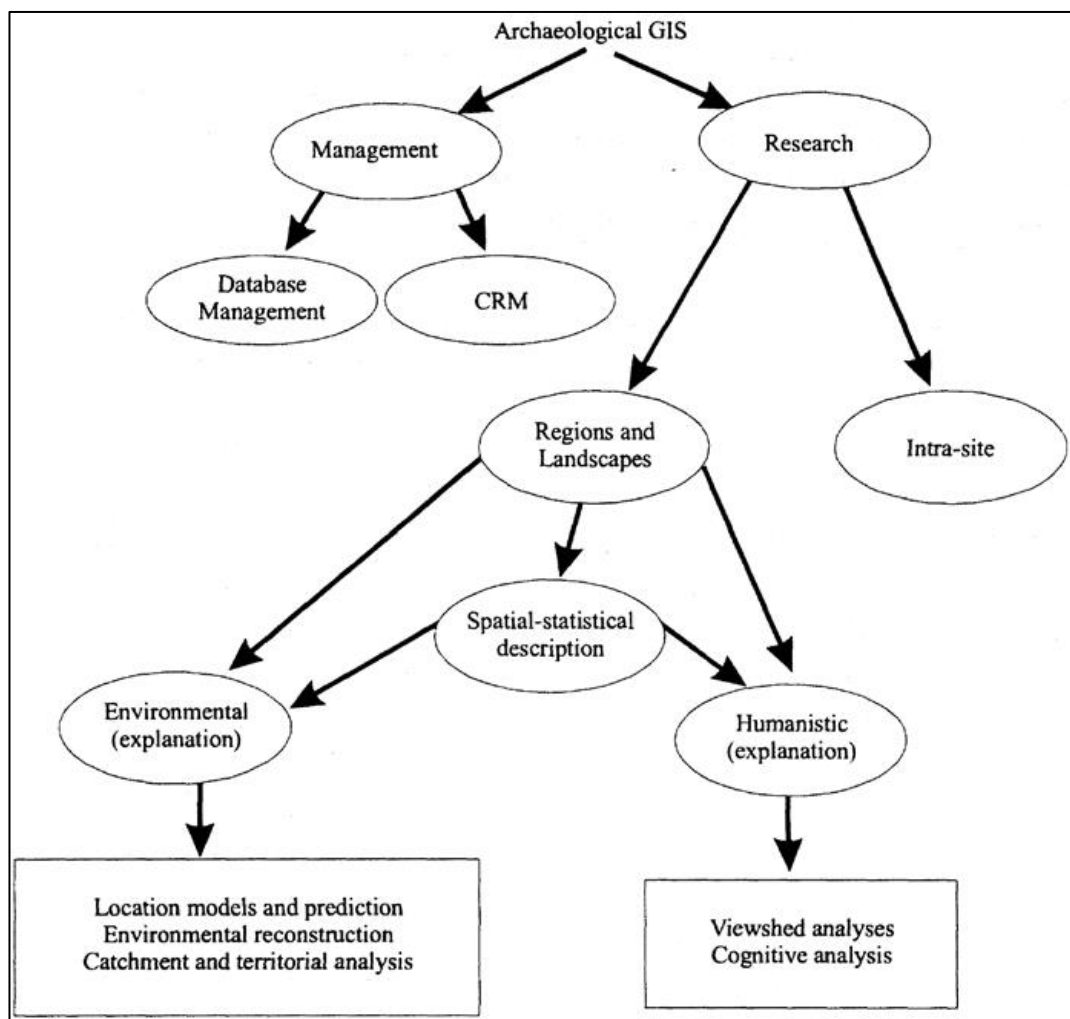 Archaeological GIS
Management
Research
Database
Management
CRM
Regions and
Landscapes
Intra-site
Spatial-statistical
description
Environmental
(explanation)
Humanistic
(explanation)
Location models and prediction
Environmental reconstruction
Catchment and territorial analysis
Viewshed analyses
Cognitive analysis